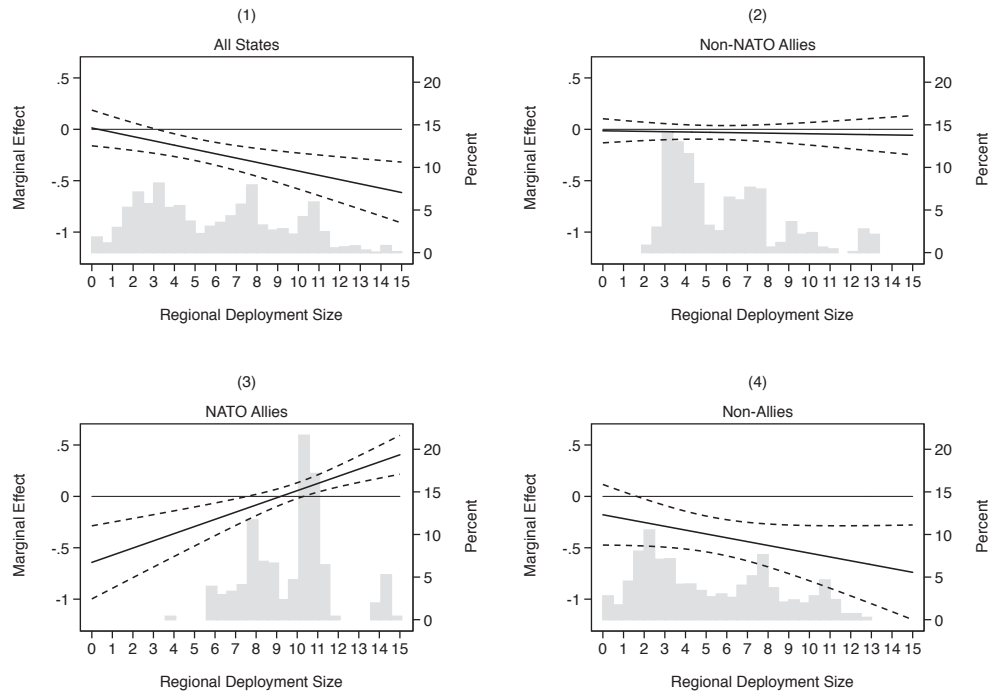 (1)
All States
.5
0
-.5
-1
Marginal Effect
20
15
10
5
0
Percent
0 1 2 3 4 5 6 7 8 9 10 11 12 13 14 15
Regional Deployment Size
(2)
Non-NATO Allies
.5
0
-.5
-1
Marginal Effect
20
15
10
5
0
Percent
0 1 2 3 4 5 6 7 8 9 10 11 12 13 14 15
Regional Deployment Size
(3)
NATO Allies
.5
0
-.5
-1
Marginal Effect
20
15
10
5
0
Percent
0 1 2 3 4 5 6 7 8 9 10 11 12 13 14 15
Regional Deployment Size
(4)
Non-Allies
.5
0
-.5
-1
Marginal Effect
20
15
10
5
0
Percent
0 1 2 3 4 5 6 7 8 9 10 11 12 13 14 15
Regional Deployment Size